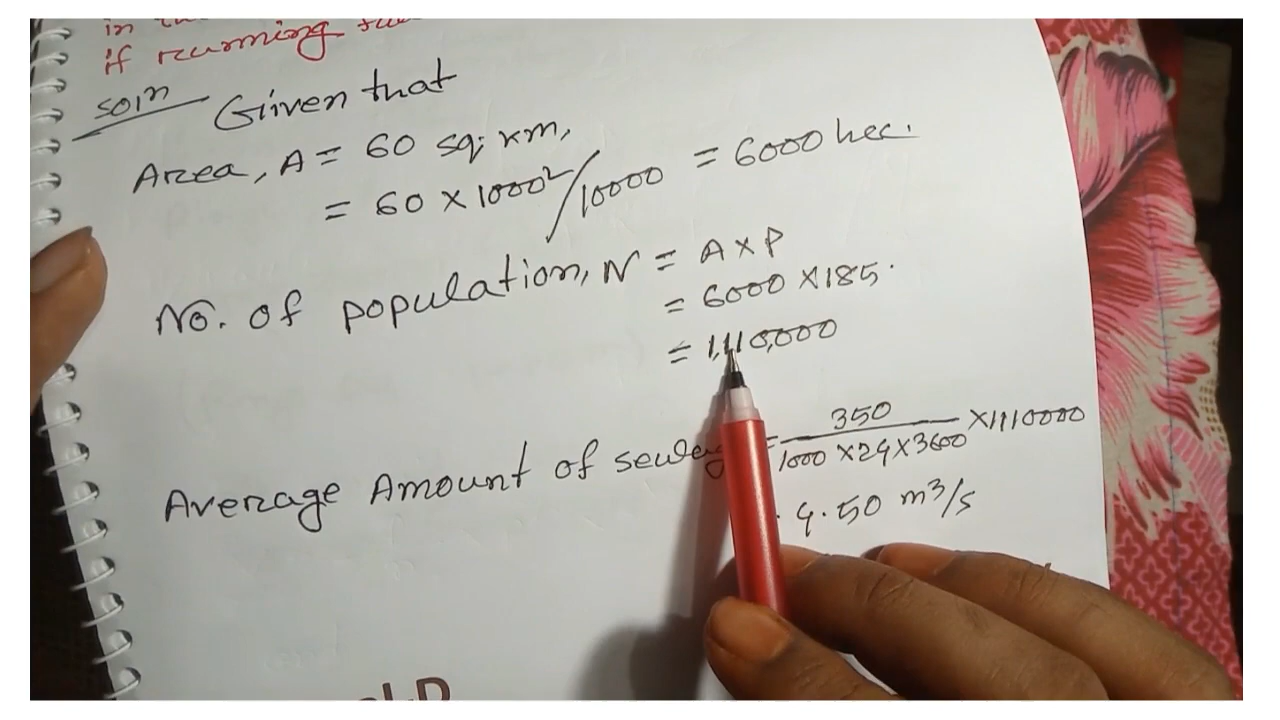 if running
Soln Given that
Area, A = 60 sq; km,
= 60 × 1000²/10000 = 6000 hec.
No. of population, N = A × P
= 6000 × 185.
= 1,110,000
Average Amount of sewag = 350/1000 × 24 × 3600 × 1110000
4.50 m³/s